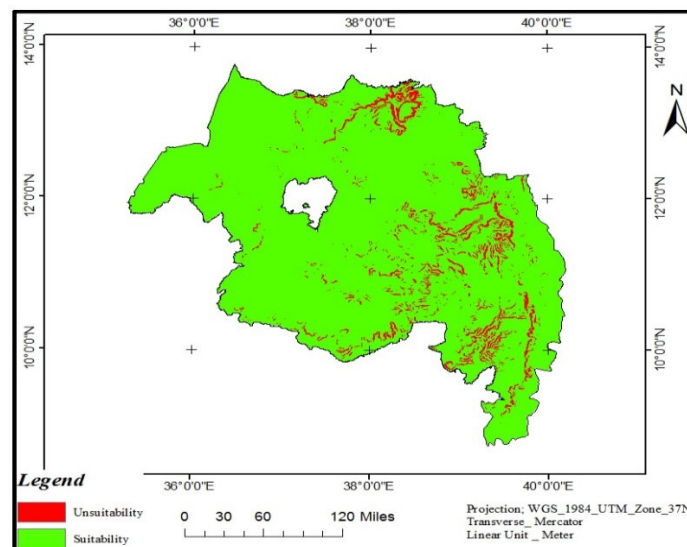 36°0'0"E 38°0'0"E 40°0'0"E
14°0'0"N 14°0'0"N
N
12°0'0"N 12°0'0"N
10°0'0"N 10°0'0"N
Legend
36°0'0"E 38°0'0"E 40°0'0"E
Unsuitability
Suitability
0 30 60 120 Miles
Projection; WGS_1984_UTM_Zone_37N
Transverse_ Mercator
Linear Unit _ Meter